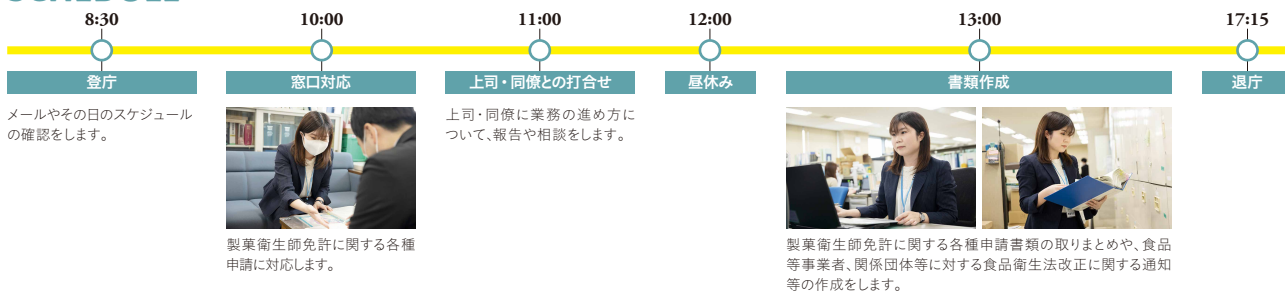 SCHEDULE
8:30
10:00
11:00
12:00
13:00
17:15
登庁
窓口対応
上司・同僚との打合せ
昼休み
書類作成
退庁
メールやその日のスケジュール
の確認をします。
製菓衛生師免許に関する各種
申請に対応します。
上司・同僚に業務の進め方に
ついて、報告や相談をします。
製菓衛生師免許に関する各種申請書類の取りまとめや、食品
等事業者、関係団体等に対する食品衛生法改正に関する通知
等の作成をします。